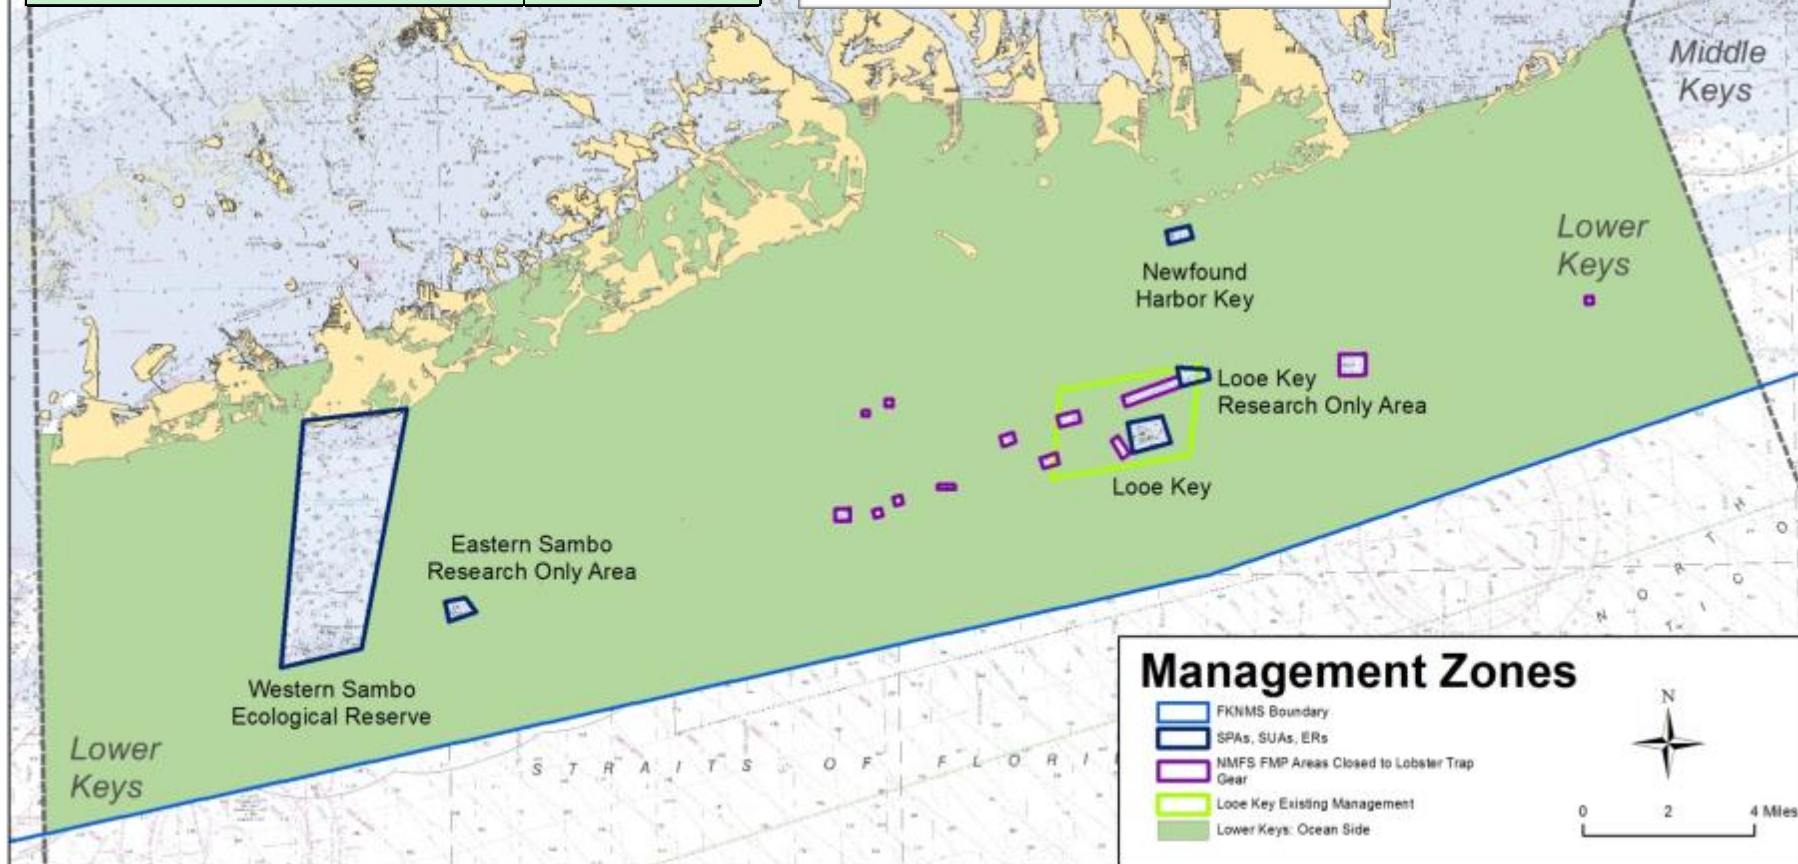 Middle
Keys
Lower
Keys
Newfound
Harbor Key
Looe Key
Research Only Area
Looe Key
Eastern Sambo
Research Only Area
Western Sambo
Ecological Reserve
Lower
Keys
STRAITS OF FLORI
NORTH
Management Zones
FKNMS Boundary
SPAs, SUAs, ERs
NMFS FMP Areas Closed to Lobster Trap
Gear
Looe Key Existing Management
Lower Keys: Ocean Side
N
0 2 4 Miles